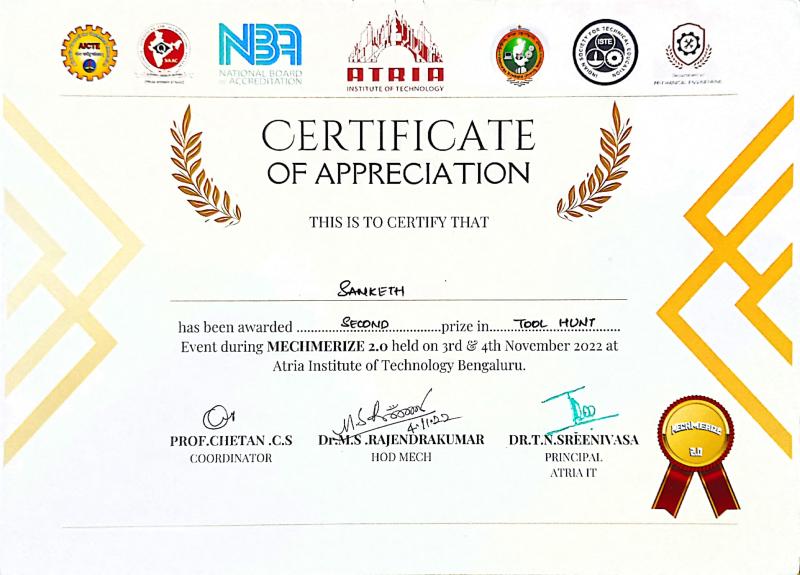 AICTE
NAAC
NBA
NATIONAL BOARD
OF ACCREDITATION
ATRIA
INSTITUTE OF TECHNOLOGY
INDIAN SOCIETY FOR TECHNICAL EDUCATION
ISTE
Department of
MECHANICAL ENGINEERING
CERTIFICATE
OF APPRECIATION
THIS IS TO CERTIFY THAT
SANKETH
has been awarded ........SECOND........prize in....TOOL HUNT....
Event during MECHMERIZE 2.0 held on 3rd & 4th November 2022 at
Atria Institute of Technology Bengaluru.
4.11.22
PROF.CHETAN .C.S
COORDINATOR
Dr.M.S .RAJENDRAKUMAR
HOD MECH
DR.T.N.SREENIVASA
PRINCIPAL
ATRIA IT
MECHMERIZE
2.0